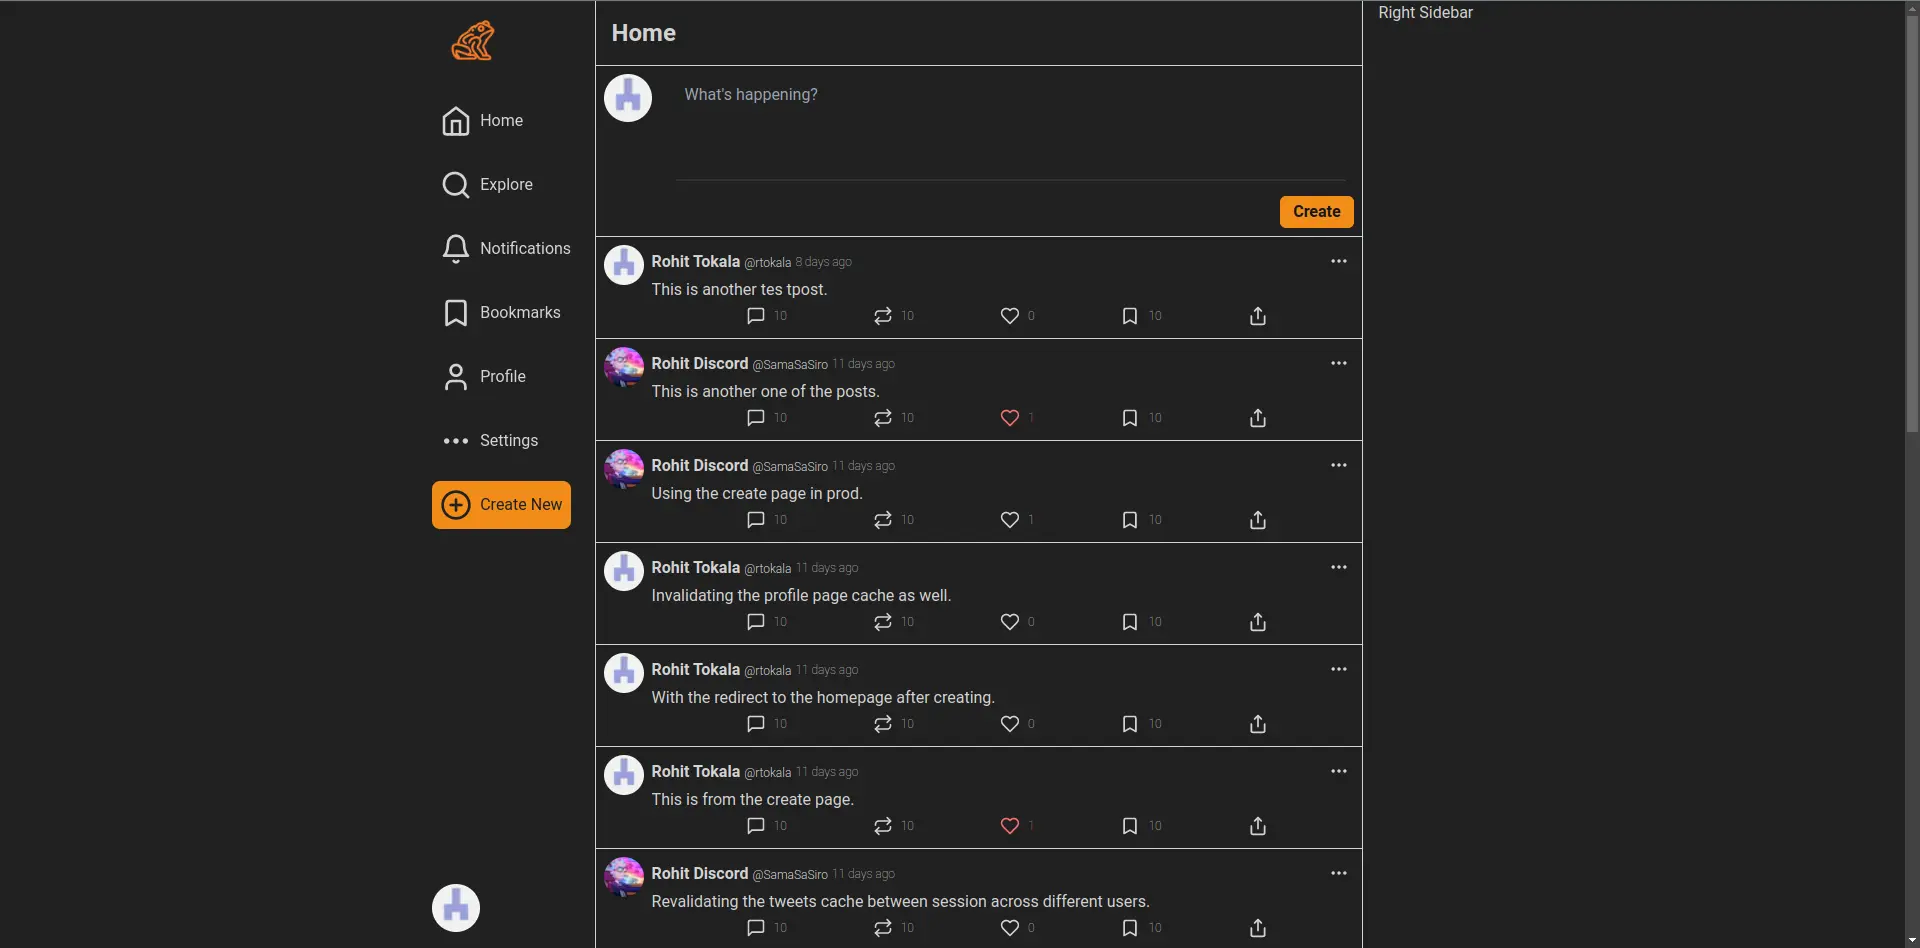 Home
Explore
Notifications
Bookmarks
Profile
Settings
Create New
Home
What's happening?
Create
Rohit Tokala @rtokala 8 days ago
This is another tes tpost.
10 10 0 10
Rohit Discord @SamaSaSiro 11 days ago
This is another one of the posts.
10 10 1 10
Rohit Discord @SamaSaSiro 11 days ago
Using the create page in prod.
10 10 1 10
Rohit Tokala @rtokala 11 days ago
Invalidating the profile page cache as well.
10 10 0 10
Rohit Tokala @rtokala 11 days ago
With the redirect to the homepage after creating.
10 10 0 10
Rohit Tokala @rtokala 11 days ago
This is from the create page.
10 10 1 10
Rohit Discord @SamaSaSiro 11 days ago
Revalidating the tweets cache between session across different users.
10 10 0 10
Right Sidebar